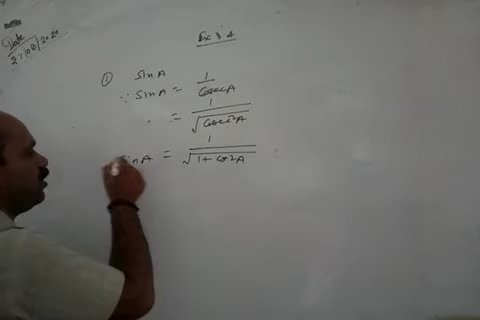 Date
27/08/2020
Ex 8.4
① sinA
∵ sinA = 1/cosecA
= 1/√cosec²A
sinA = 1/√1+cot²A